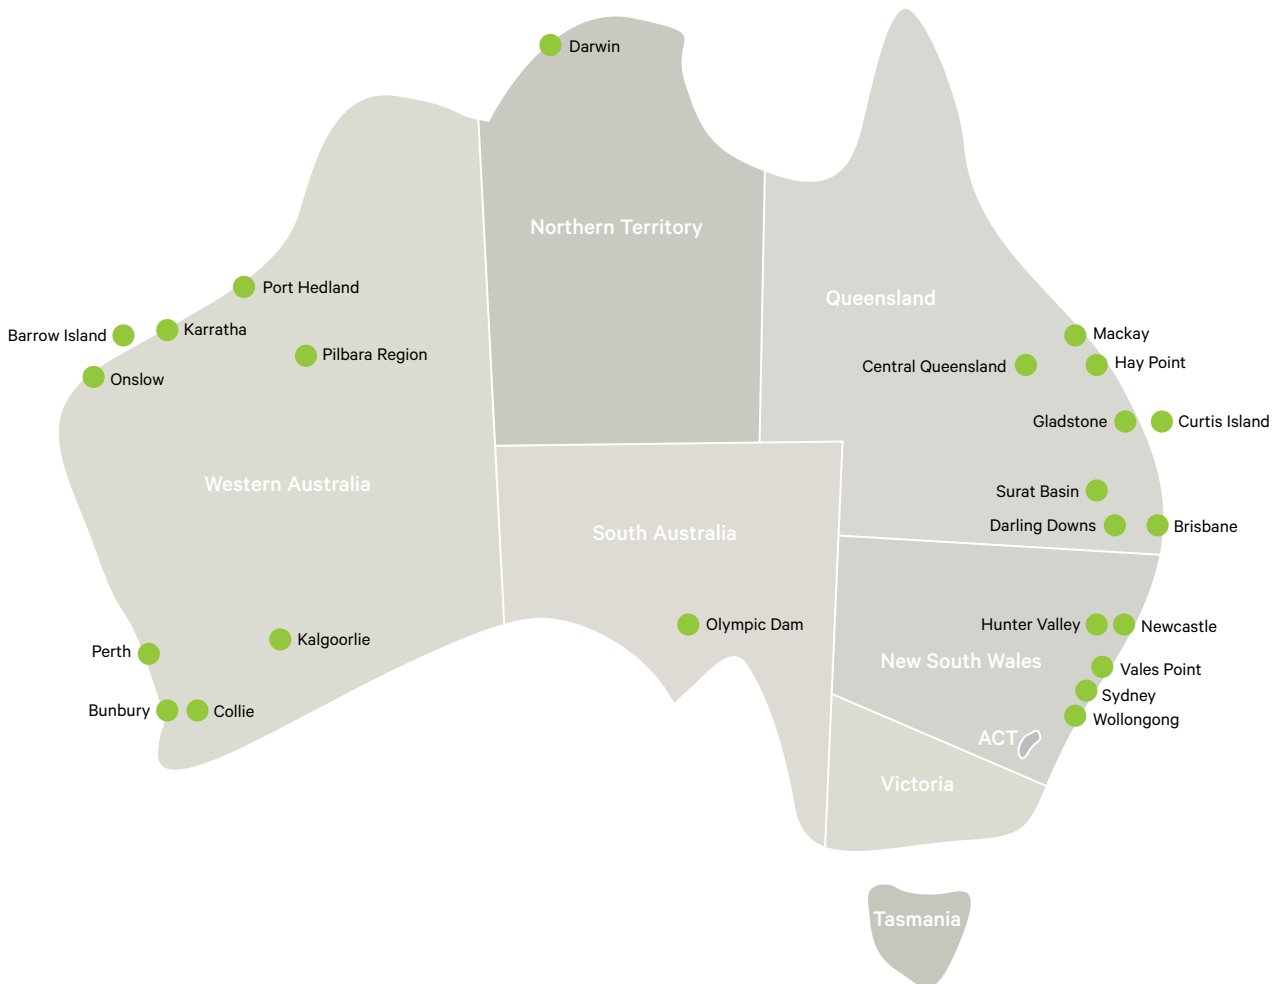 Darwin
Northern Territory
Port Hedland
Queensland
Barrow Island
Karratha
Mackay
Pilbara Region
Central Queensland
Hay Point
Onslow
Gladstone
Curtis Island
Western Australia
Surat Basin
South Australia
Darling Downs
Brisbane
Olympic Dam
Hunter Valley
Newcastle
Perth
Kalgoorlie
New South Wales
Vales Point
Sydney
Bunbury
Collie
Wollongong
ACT
Victoria
Tasmania